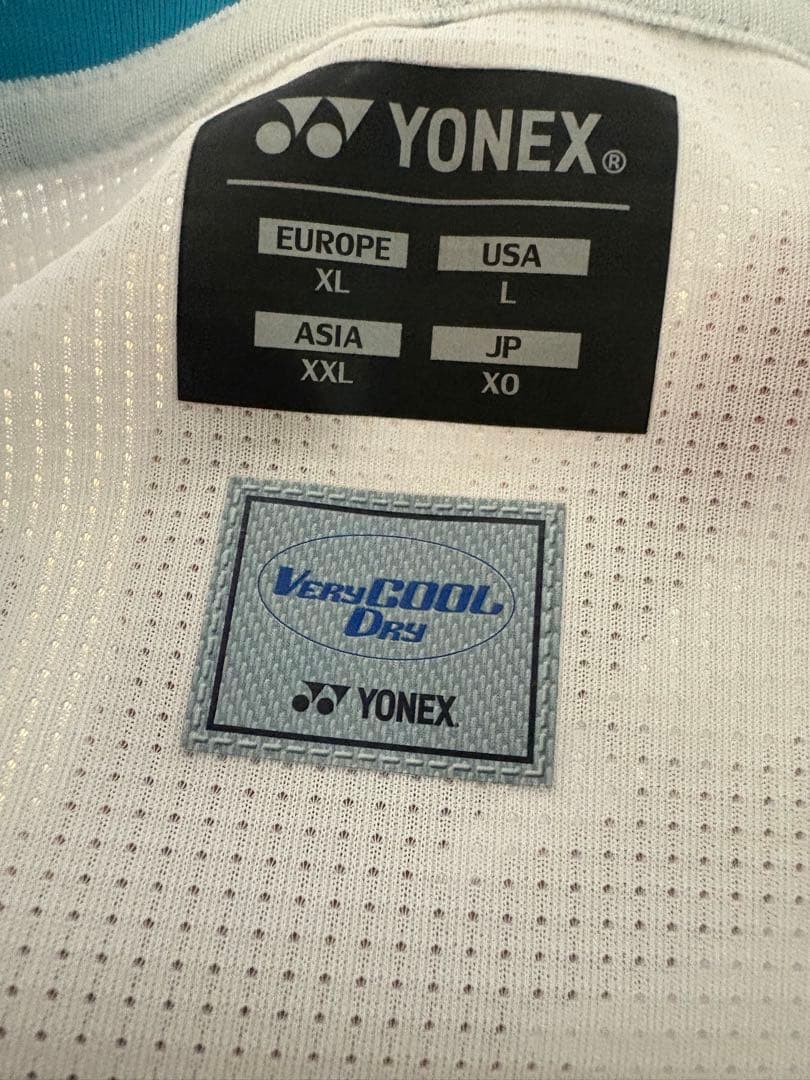 YONEX®
EUROPE USA
XL L
ASIA JP
XXL XO
VERYCOOL
DRY
YONEX.